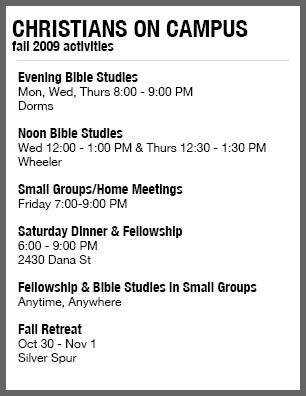 CHRISTIANS ON CAMPUS
fall 2009 activities
Evening Bible Studies
Mon, Wed, Thurs 8:00 - 9:00 PM
Dorms
Noon Bible Studies
Wed 12:00 - 1:00 PM & Thurs 12:30 - 1:30 PM
Wheeler
Small Groups/Home Meetings
Friday 7:00-9:00 PM
Saturday Dinner & Fellowship
6:00 - 9:00 PM
2430 Dana St
Fellowship & Bible Studies in Small Groups
Anytime, Anywhere
Fall Retreat
Oct 30 - Nov 1
Silver Spur